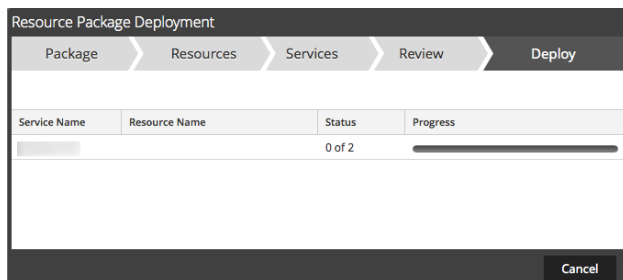 Resource Package Deployment
Package Resources Services Review Deploy
Service Name Resource Name Status Progress
0 of 2
Cancel